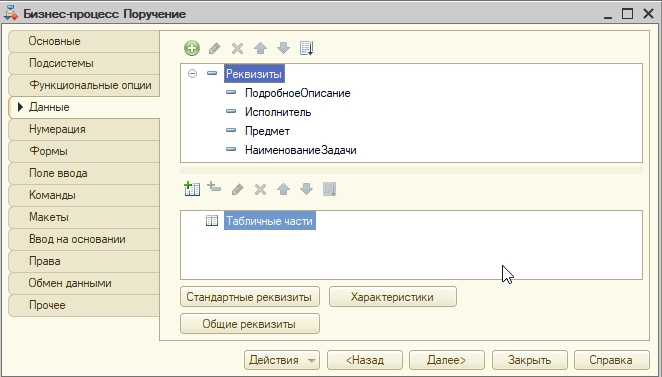 Бизнес-процесс Поручение
Основные
Подсистемы
Функциональные опции
Данные
Нумерация
Формы
Поле ввода
Команды
Макеты
Ввод на основании
Права
Обмен данными
Прочее
Реквизиты
ПодробноеОписание
Исполнитель
Предмет
НаименованиеЗадачи
Табличные части
Стандартные реквизиты
Характеристики
Общие реквизиты
Действия
<Назад
Далее>
Закрыть
Справка